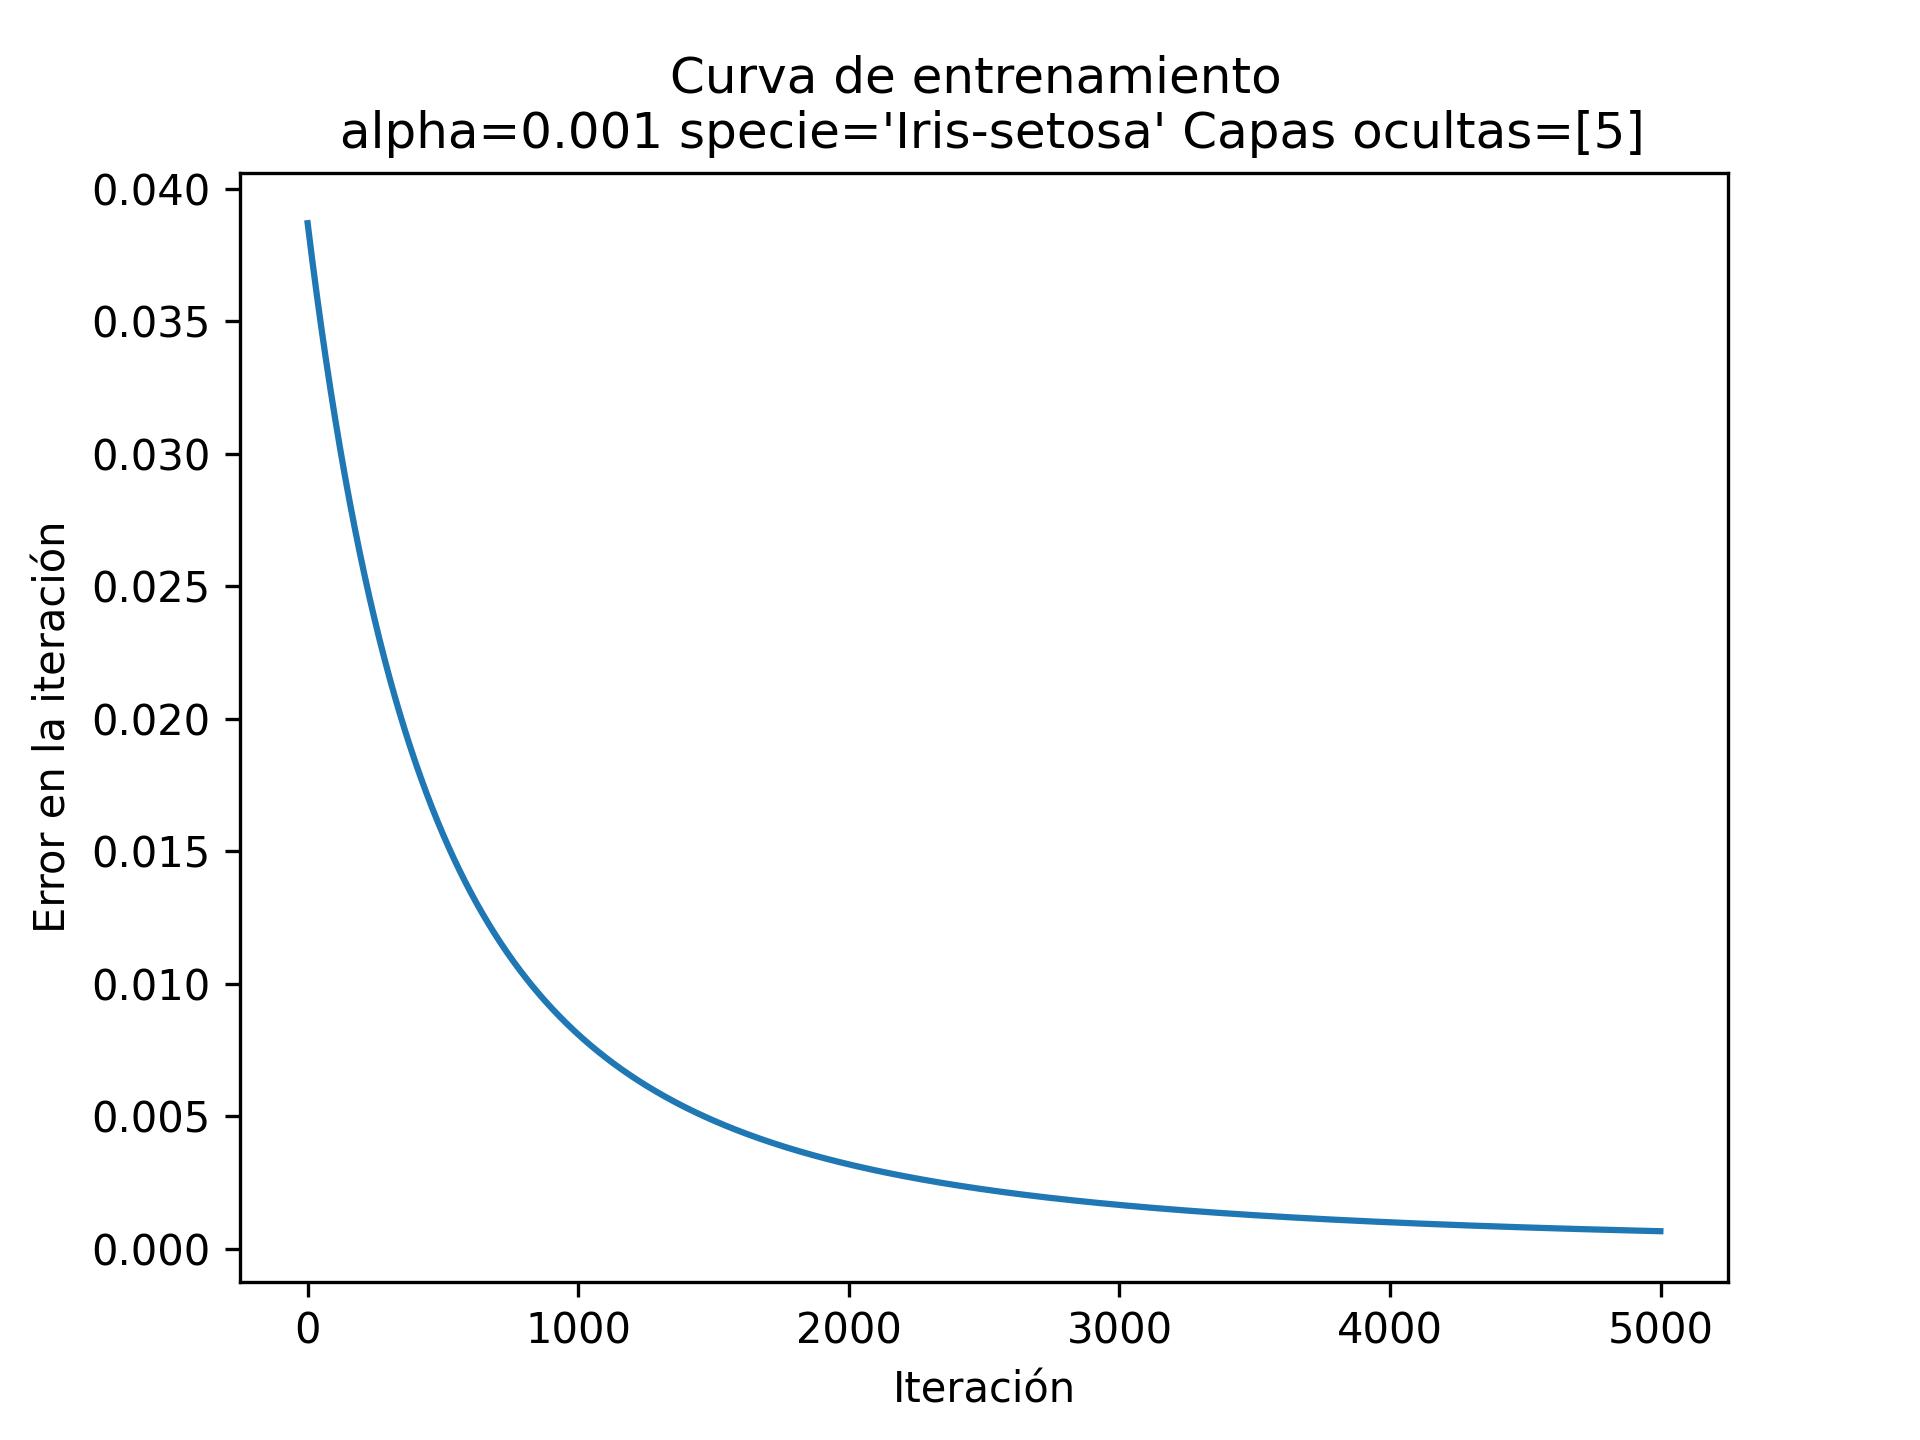 Curva de entrenamiento
alpha=0.001 specie='Iris-setosa' Capas ocultas=[5]
0.040
0.035
0.030
0.025
0.020
0.015
0.010
0.005
0.000
Error en la iteración
0 1000 2000 3000 4000 5000
Iteración